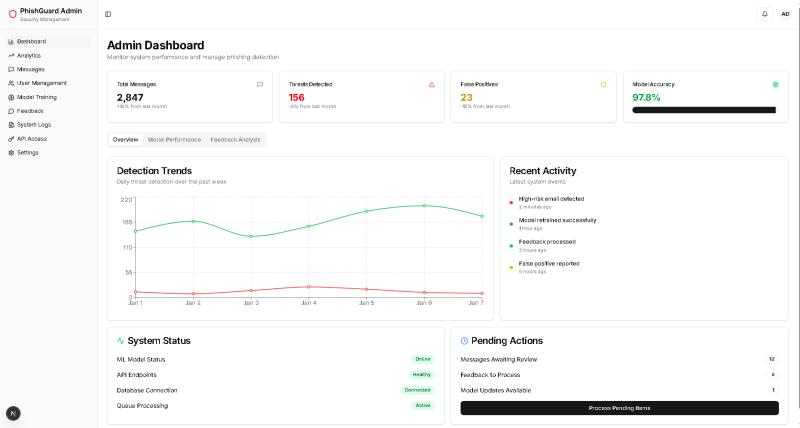 PhishGuard Admin
Security Management
Dashboard
Analytics
Messages
User Management
Model Training
Feedback
System Logs
API Access
Settings
N
AD
Admin Dashboard
Monitor system performance and manage phishing detection
Total Messages
2,847
from last month
Threats Detected
156
from last month
False Positives
23
from last month
Model Accuracy
97.8%
Overview Model Performance Feedback Analysis
Detection Trends
Daily threat detection over the past week
220
165
110
55
0
Jan 1 Jan 2 Jan 3 Jan 4 Jan 5 Jan 6 Jan 7
Recent Activity
Latest system events
High-risk email detected
2 minutes ago
Model retrained successfully
1 hour ago
Feedback processed
3 hours ago
False positive reported
5 hours ago
System Status
ML Model Status Online
API Endpoints Healthy
Database Connection Connected
Queue Processing Active
Pending Actions
Messages Awaiting Review 12
Feedback to Process
Model Updates Available 1
Process Pending Items